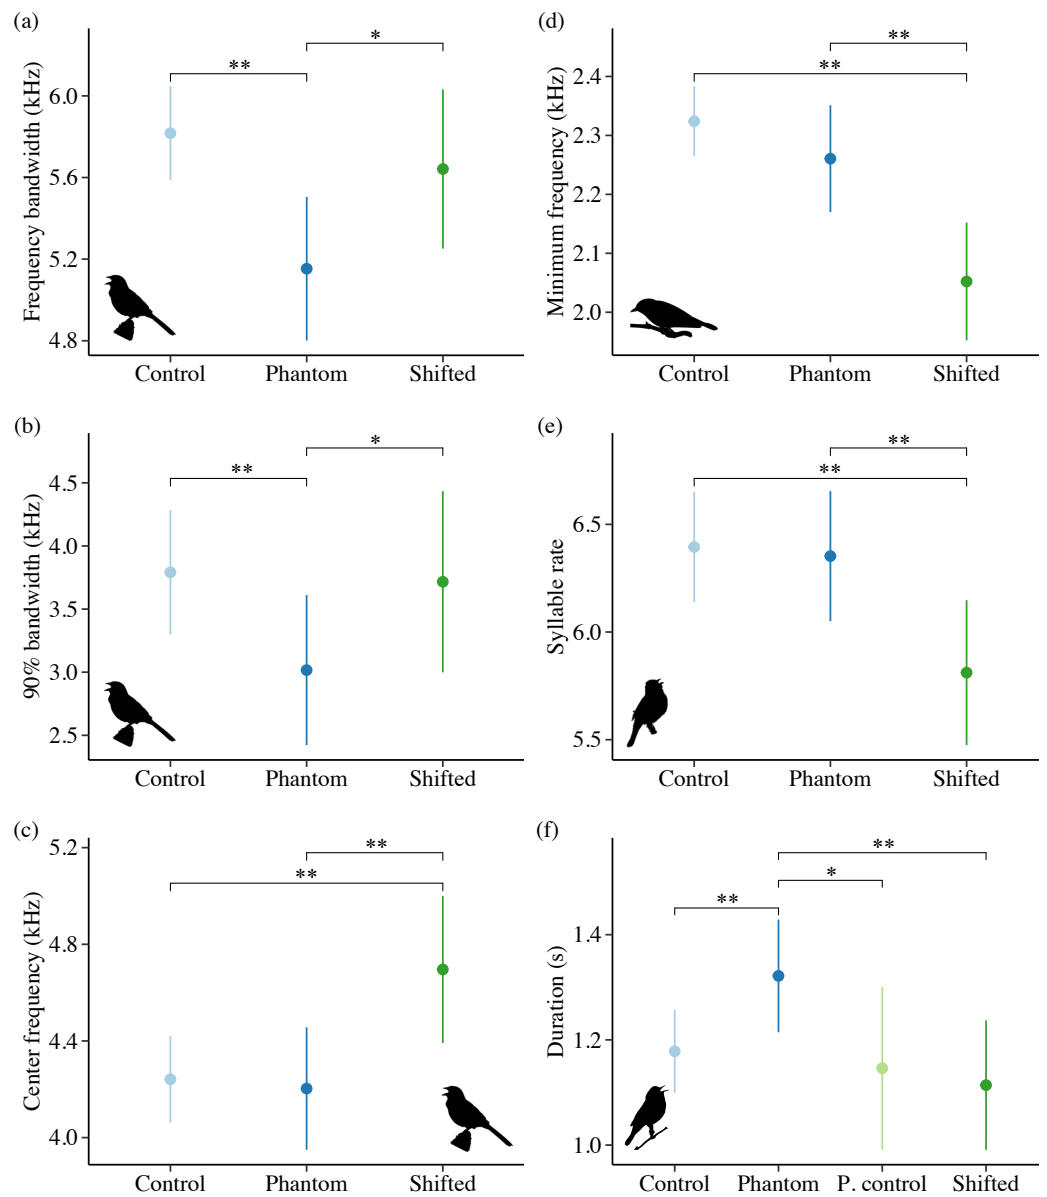 (a)
Frequency bandwidth (kHz)
6.0
5.6
5.2
4.8
**
*
Control Phantom Shifted
(d)
Minimum frequency (kHz)
2.4
2.3
2.2
2.1
2.0
**
**
Control Phantom Shifted
(b)
90% bandwidth (kHz)
4.5
4.0
3.5
3.0
2.5
**
*
Control Phantom Shifted
(e)
Syllable rate
6.5
6.0
5.5
**
**
Control Phantom Shifted
(c)
Center frequency (kHz)
5.2
4.8
4.4
4.0
**
**
Control Phantom Shifted
(f)
Duration (s)
1.4
1.2
1.0
**
*
**
Control Phantom P. control Shifted